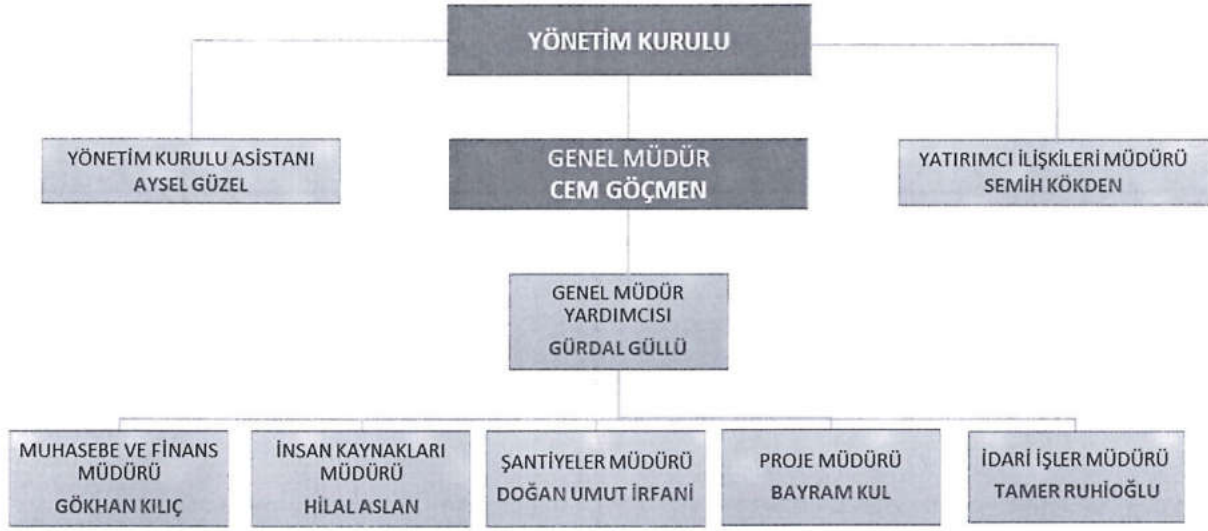 YÖNETİM KURULU
YÖNETİM KURULU ASİSTANI
AYSEL GÜZEL
GENEL MÜDÜR
CEM GÖÇMEN
YATIRIMCI İLİŞKİLERİ MÜDÜRÜ
SEMİH KÖKDEN
GENEL MÜDÜR
YARDIMCISI
GÜRDAL GÜLLÜ
MUHASEBE VE FİNANS
MÜDÜRÜ
GÖKHAN KILIÇ
İNSAN KAYNAKLARI
MÜDÜRÜ
HİLAL ASLAN
ŞANTİYELER MÜDÜRÜ
DOĞAN UMUT İRFANİ
PROJE MÜDÜRÜ
BAYRAM KUL
İDARİ İŞLER MÜDÜRÜ
TAMER RUHİOĞLU